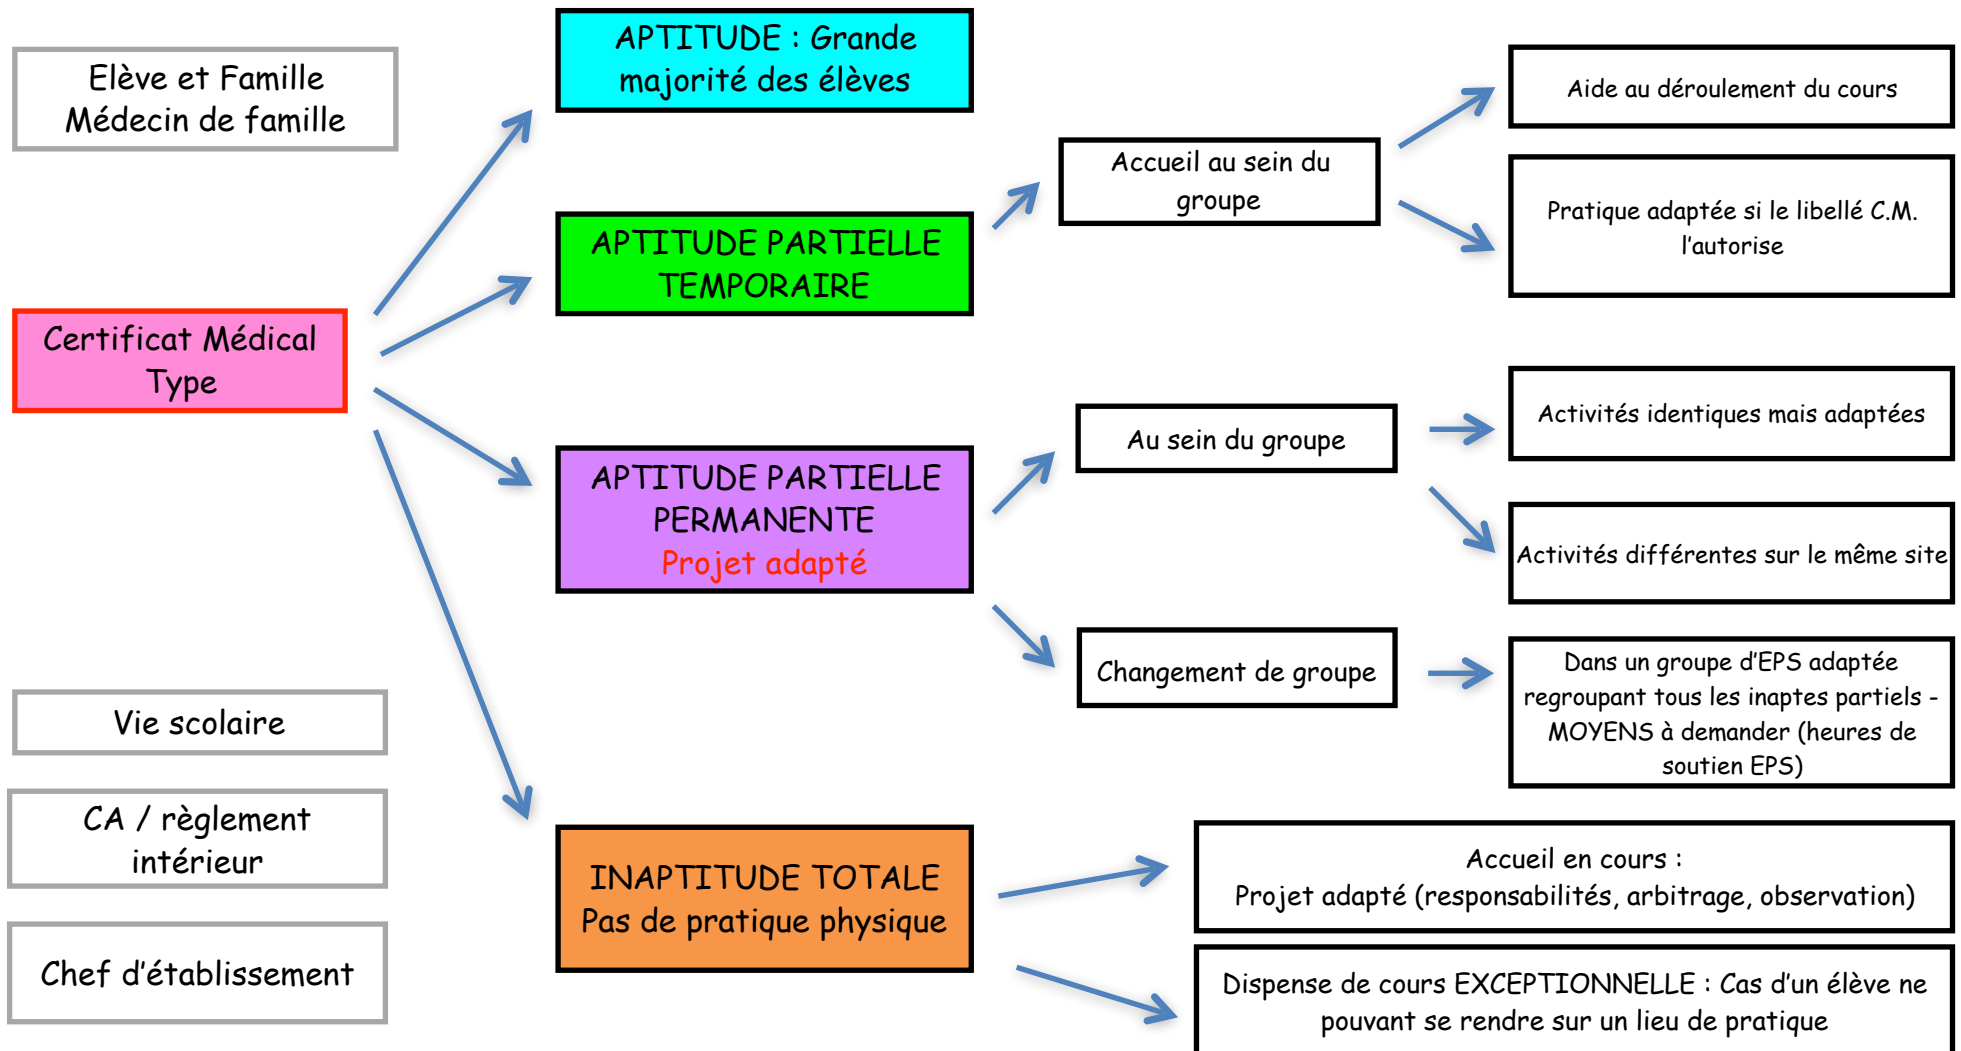 Elève et Famille
Médecin de famille
Certificat Médical
Type
Vie scolaire
CA / règlement
intérieur
Chef d'établissement
APTITUDE : Grande
majorité des élèves
APTITUDE PARTIELLE
TEMPORAIRE
APTITUDE PARTIELLE
PERMANENTE
Projet adapté
INAPTITUDE TOTALE
Pas de pratique physique
Accueil au sein du
groupe
Au sein du groupe
Changement de groupe
Aide au déroulement du cours
Pratique adaptée si le libellé C.M.
l'autorise
Activités identiques mais adaptées
Activités différentes sur le même site
Dans un groupe d'EPS adaptée
regroupant tous les inaptes partiels -
MOYENS à demander (heures de
soutien EPS)
Accueil en cours :
Projet adapté (responsabilités, arbitrage, observation)
Dispense de cours EXCEPTIONNELLE : Cas d'un élève ne
pouvant se rendre sur un lieu de pratique